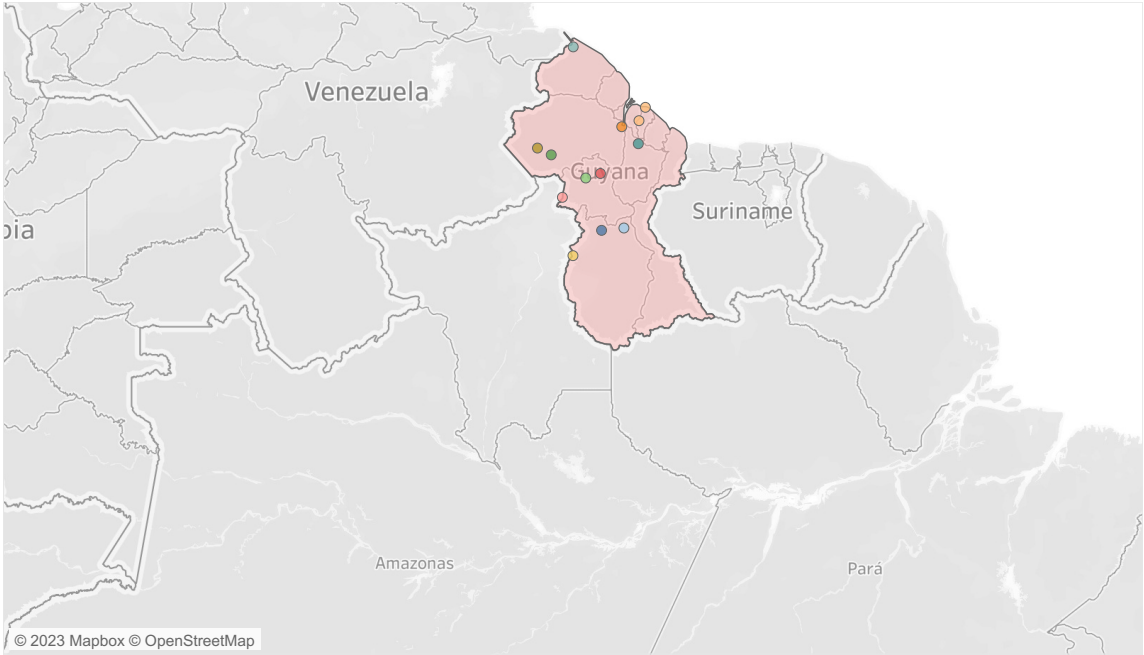 Venezuela
Guyana
Suriname
bia
Amazonas
Pará
© 2023 Mapbox © OpenStreetMap